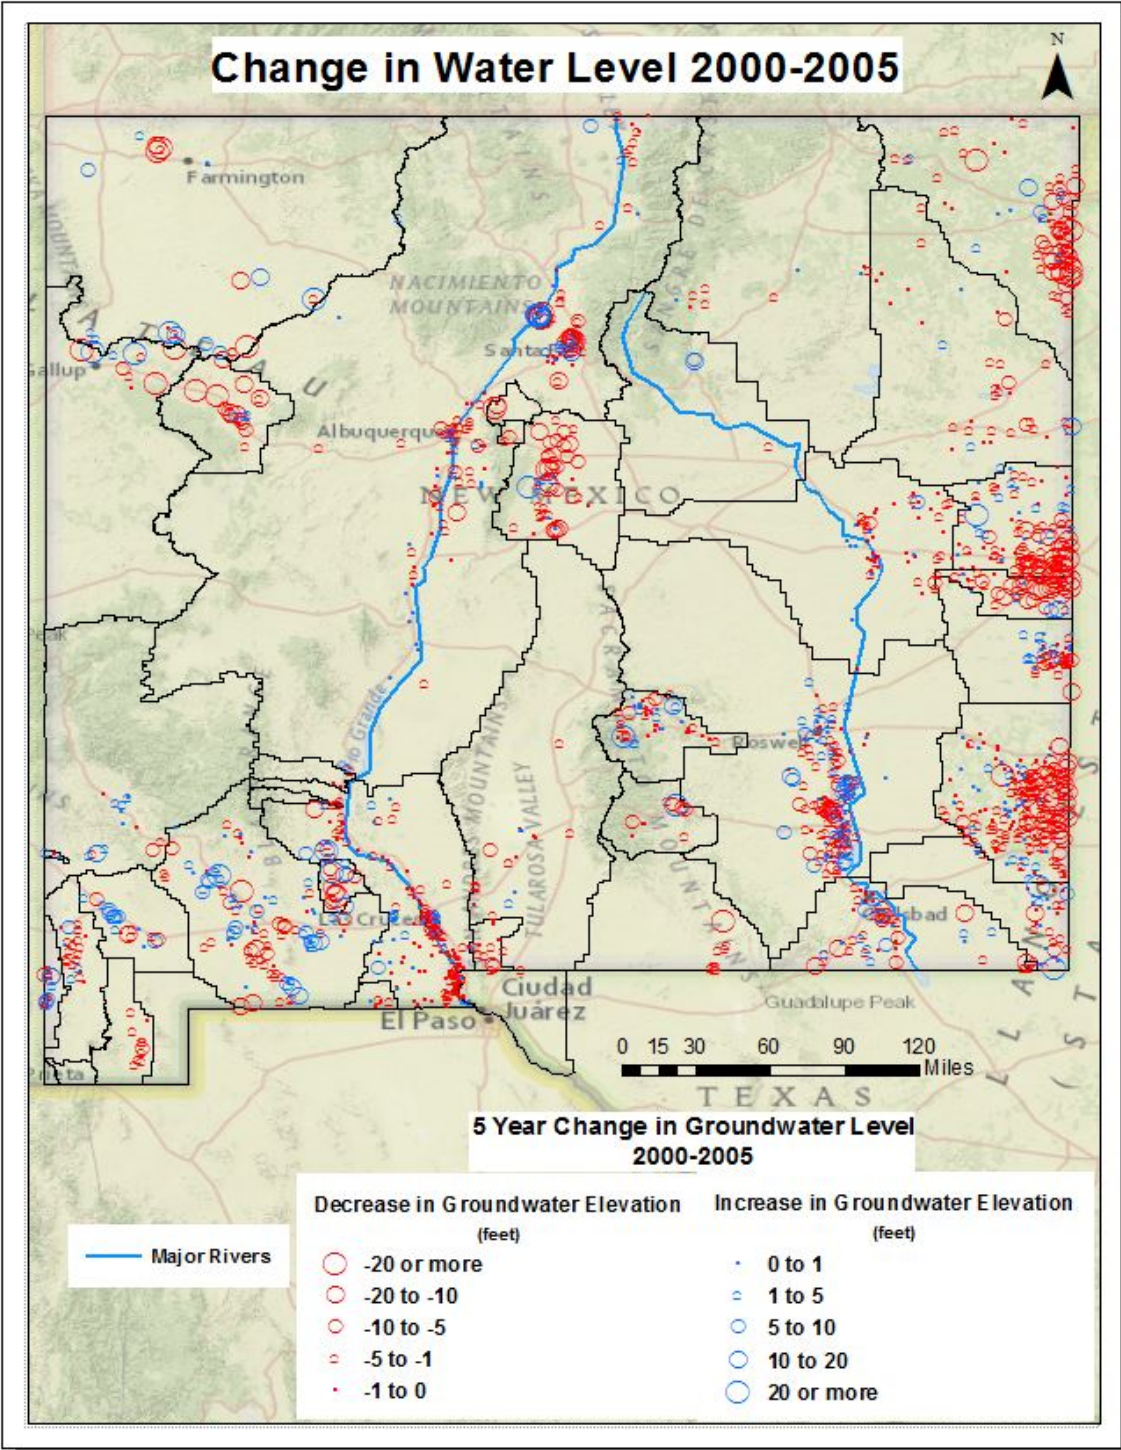 Change in Water Level 2000-2005
N
Farmington
NACIMIENTO
MOUNTAINS
Santa
Gallup
A T E A U
Albuquerque
NEW MEXICO
Rio Grande
Roswell
TULAROSA VALLEY
Las Cruces
Carlsbad
Ciudad
Juárez
El Paso
Guadalupe Peak
0 15 30 60 90 120
Miles
TEXAS
5 Year Change in Groundwater Level
2000-2005
Major Rivers
Decrease in Groundwater Elevation
(feet)
-20 or more
-20 to -10
-10 to -5
-5 to -1
-1 to 0
Increase in Groundwater Elevation
(feet)
0 to 1
1 to 5
5 to 10
10 to 20
20 or more